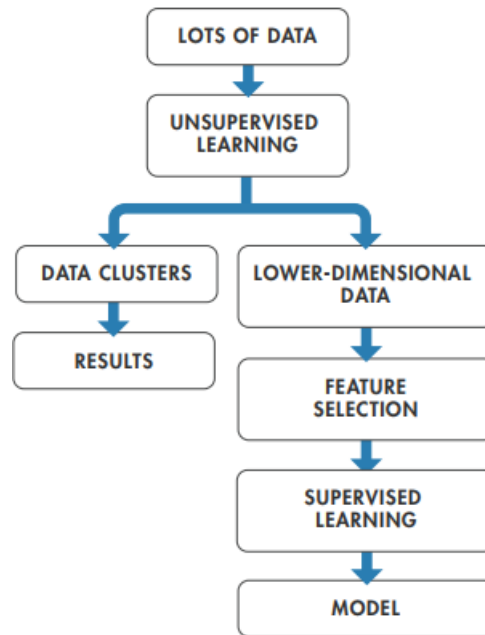 LOTS OF DATA
UNSUPERVISED
LEARNING
DATA CLUSTERS
RESULTS
LOWER-DIMENSIONAL
DATA
FEATURE
SELECTION
SUPERVISED
LEARNING
MODEL